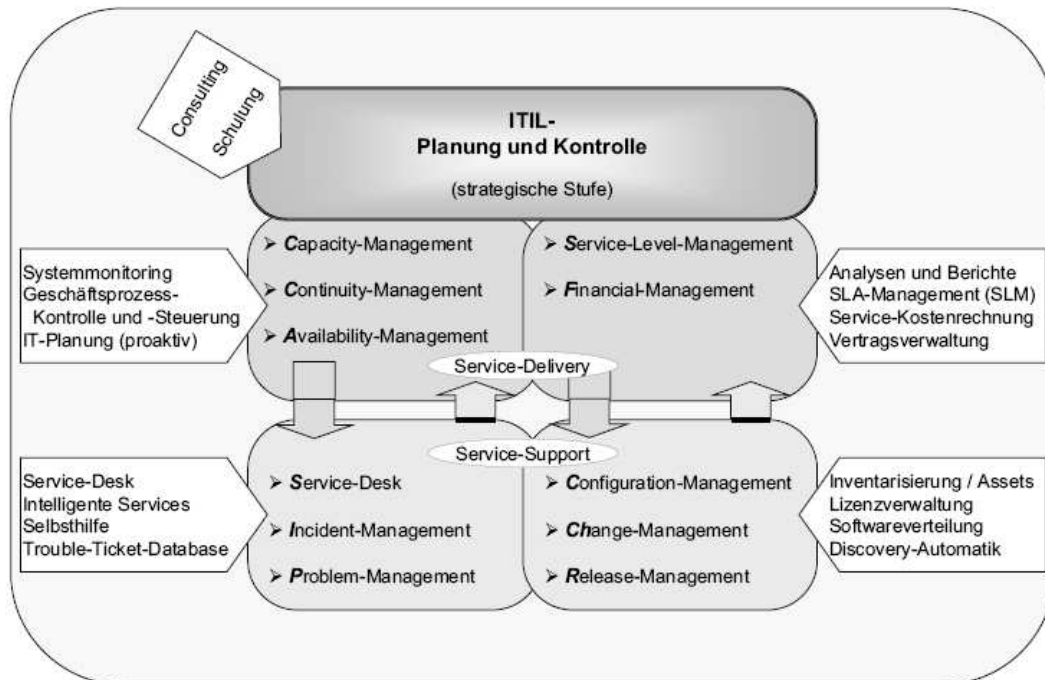 Consulting
Schulung
ITIL-
Planung und Kontrolle
(strategische Stufe)
➢ Capacity-Management
➢ Continuity-Management
➢ Availability-Management
➢ Service-Level-Management
➢ Financial-Management
Systemmonitoring
Geschäftsprozess-
Kontrolle und -Steuerung
IT-Planung (proaktiv)
Analysen und Berichte
SLA-Management (SLM)
Service-Kostenrechnung
Vertragsverwaltung
Service-Delivery
Service-Support
Service-Desk
Intelligente Services
Selbsthilfe
Trouble-Ticket-Database
➢ Service-Desk
➢ Incident-Management
➢ Problem-Management
➢ Configuration-Management
➢ Change-Management
➢ Release-Management
Inventarisierung / Assets
Lizenzverwaltung
Softwareverteilung
Discovery-Automatik